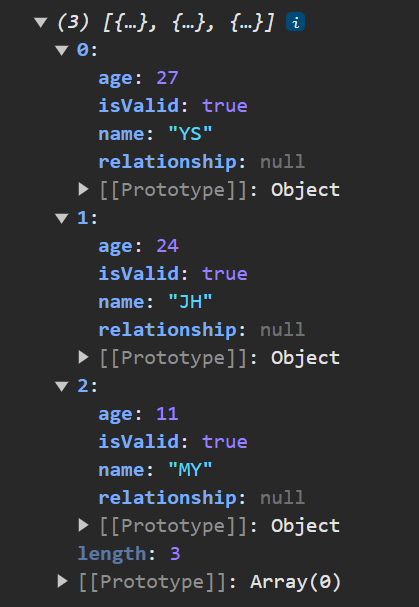 (3) [{…}, {…}, {…}] i
0:
age: 27
isValid: true
name: "YS"
relationship: null
[[Prototype]]: Object
1:
age: 24
isValid: true
name: "JH"
relationship: null
[[Prototype]]: Object
2:
age: 11
isValid: true
name: "MY"
relationship: null
[[Prototype]]: Object
length: 3
[[Prototype]]: Array(0)